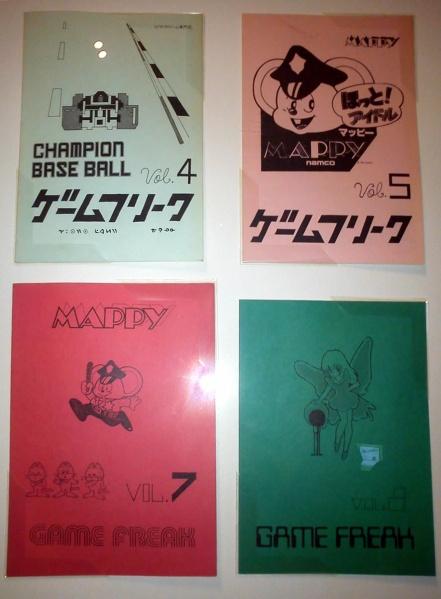 CHAMPION
BASE BALL
Vol.4
ゲームフリーク
MAPPY
ほっと!
アイドル
マッピー
MAPPY
namco
Vol.5
ゲームフリーク
MAPPY
VOL.7
GAME FREAK
VOL.8
GAME FREAK